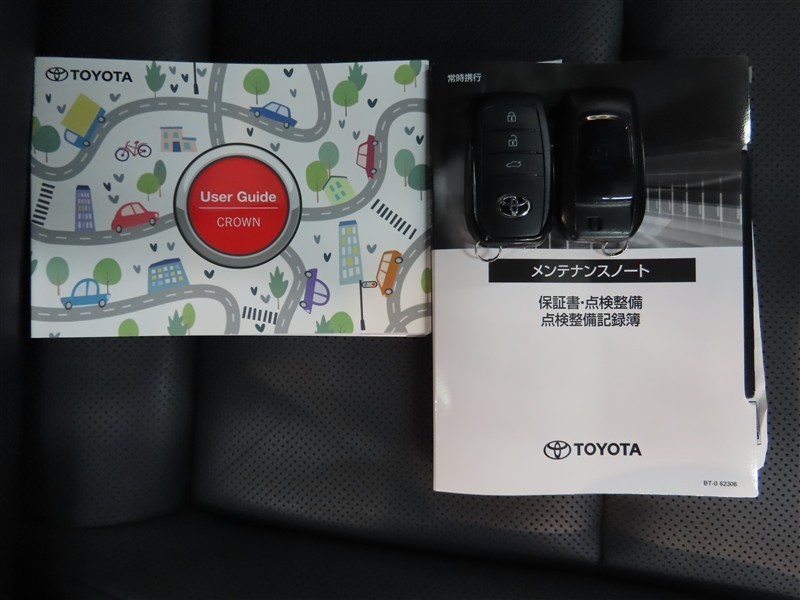 TOYOTA
User Guide
CROWN
常時携行
メンテナンスノート
保証書・点検整備
点検整備記録簿
TOYOTA
BT-0 62306